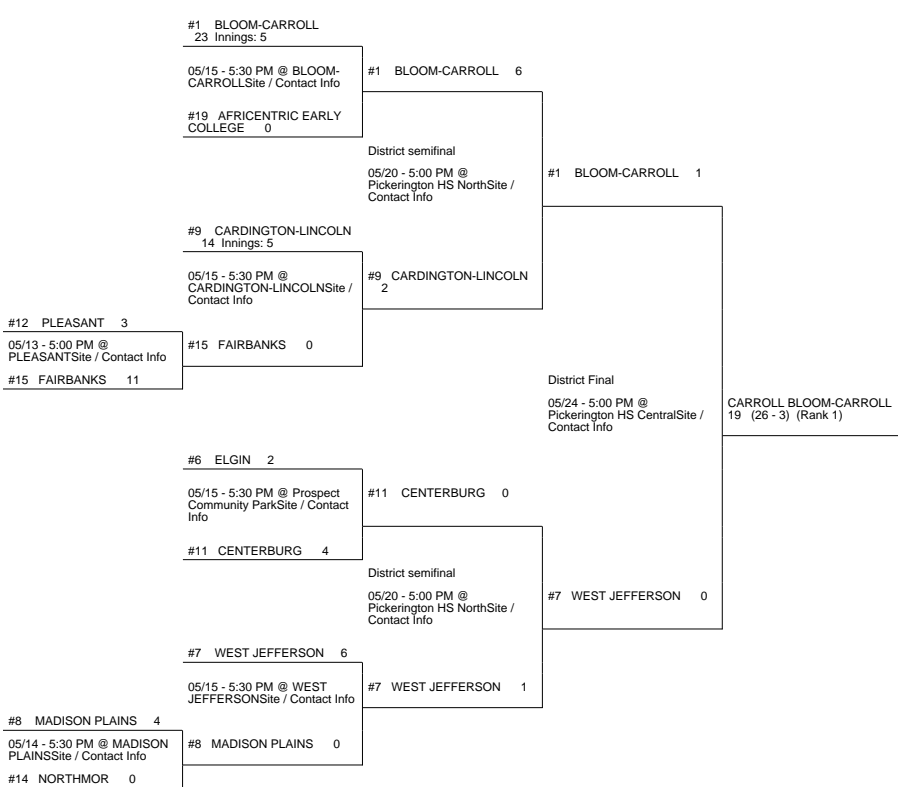 #1 BLOOM-CARROLL
23 Innings: 5
05/15 - 5:30 PM @ BLOOM-
CARROLLSite / Contact Info
#19 AFRICENTRIC EARLY
COLLEGE 0
#1 BLOOM-CARROLL 6
District semifinal
05/20 - 5:00 PM @
Pickerington HS NorthSite /
Contact Info
#1 BLOOM-CARROLL 1
#9 CARDINGTON-LINCOLN
14 Innings: 5
05/15 - 5:30 PM @
CARDINGTON-LINCOLNSite /
Contact Info
#9 CARDINGTON-LINCOLN
2
#12 PLEASANT 3
05/13 - 5:00 PM @
PLEASANTSite / Contact Info
#15 FAIRBANKS 11
#15 FAIRBANKS 0
District Final
05/24 - 5:00 PM @
Pickerington HS CentralSite /
Contact Info
CARROLL BLOOM-CARROLL
19 (26 - 3) (Rank 1)
#6 ELGIN 2
05/15 - 5:30 PM @ Prospect
Community ParkSite / Contact
Info
#11 CENTERBURG 4
#11 CENTERBURG 0
District semifinal
05/20 - 5:00 PM @
Pickerington HS NorthSite /
Contact Info
#7 WEST JEFFERSON 0
#7 WEST JEFFERSON 6
05/15 - 5:30 PM @ WEST
JEFFERSONSite / Contact Info
#7 WEST JEFFERSON 1
#8 MADISON PLAINS 4
05/14 - 5:30 PM @ MADISON
PLAINSSite / Contact Info
#14 NORTHMOR 0
#8 MADISON PLAINS 0